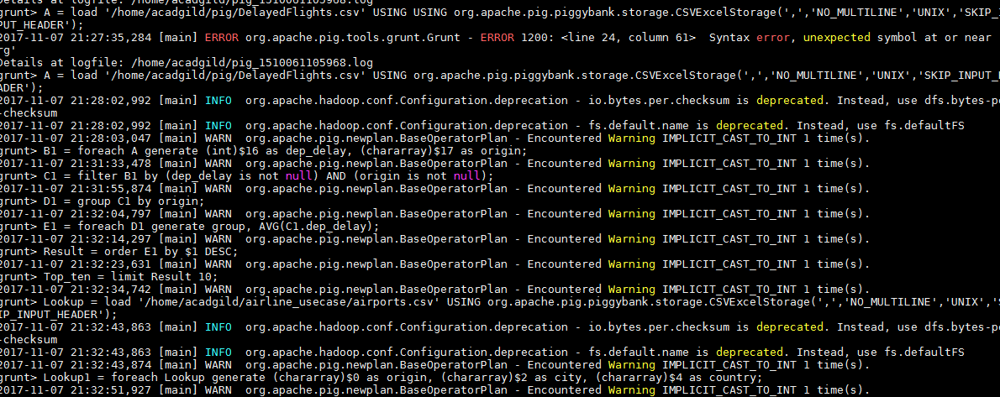 Details at logfile: /home/acadgild/pig_1510061105968.log
grunt> A = load '/home/acadgild/pig/DelayedFlights.csv' USING USING org.apache.pig.piggybank.storage.CSVExcelStorage(',','NO_MULTILINE','UNIX','SKIP_IN
PUT_HEADER');
2017-11-07 21:27:35,284 [main] ERROR org.apache.pig.tools.grunt.Grunt - ERROR 1200: <line 24, column 61>  Syntax error, unexpected symbol at or near
rg'
Details at logfile: /home/acadgild/pig_1510061105968.log
grunt> A = load '/home/acadgild/pig/DelayedFlights.csv' USING org.apache.pig.piggybank.storage.CSVExcelStorage(',','NO_MULTILINE','UNIX','SKIP_INPUT_H
ADER');
2017-11-07 21:28:02,992 [main] INFO  org.apache.hadoop.conf.Configuration.deprecation - io.bytes.per.checksum is deprecated. Instead, use dfs.bytes-pe
-checksum
2017-11-07 21:28:02,992 [main] INFO  org.apache.hadoop.conf.Configuration.deprecation - fs.default.name is deprecated. Instead, use fs.defaultFS
2017-11-07 21:28:03,047 [main] WARN  org.apache.pig.newplan.BaseOperatorPlan - Encountered Warning IMPLICIT_CAST_TO_INT 1 time(s).
grunt> B1 = foreach A generate (int)$16 as dep_delay, (chararray)$17 as origin;
2017-11-07 21:31:33,478 [main] WARN  org.apache.pig.newplan.BaseOperatorPlan - Encountered Warning IMPLICIT_CAST_TO_INT 1 time(s).
grunt> C1 = filter B1 by (dep_delay is not null) AND (origin is not null);
2017-11-07 21:31:55,874 [main] WARN  org.apache.pig.newplan.BaseOperatorPlan - Encountered Warning IMPLICIT_CAST_TO_INT 1 time(s).
grunt> D1 = group C1 by origin;
2017-11-07 21:32:04,797 [main] WARN  org.apache.pig.newplan.BaseOperatorPlan - Encountered Warning IMPLICIT_CAST_TO_INT 1 time(s).
grunt> E1 = foreach D1 generate group, AVG(C1.dep_delay);
2017-11-07 21:32:14,297 [main] WARN  org.apache.pig.newplan.BaseOperatorPlan - Encountered Warning IMPLICIT_CAST_TO_INT 1 time(s).
grunt> Result = order E1 by $1 DESC;
2017-11-07 21:32:23,631 [main] WARN  org.apache.pig.newplan.BaseOperatorPlan - Encountered Warning IMPLICIT_CAST_TO_INT 1 time(s).
grunt> Top_ten = limit Result 10;
2017-11-07 21:32:34,742 [main] WARN  org.apache.pig.newplan.BaseOperatorPlan - Encountered Warning IMPLICIT_CAST_TO_INT 1 time(s).
grunt> Lookup = load '/home/acadgild/airline_usecase/airports.csv' USING org.apache.pig.piggybank.storage.CSVExcelStorage(',','NO_MULTILINE','UNIX','S
IP_INPUT_HEADER');
2017-11-07 21:32:43,863 [main] INFO  org.apache.hadoop.conf.Configuration.deprecation - io.bytes.per.checksum is deprecated. Instead, use dfs.bytes-pe
-checksum
2017-11-07 21:32:43,863 [main] INFO  org.apache.hadoop.conf.Configuration.deprecation - fs.default.name is deprecated. Instead, use fs.defaultFS
2017-11-07 21:32:43,874 [main] WARN  org.apache.pig.newplan.BaseOperatorPlan - Encountered Warning IMPLICIT_CAST_TO_INT 1 time(s).
grunt> Lookup1 = foreach Lookup generate (chararray)$0 as origin, (chararray)$2 as city, (chararray)$4 as country;
2017-11-07 21:32:51,927 [main] WARN  org.apache.pig.newplan.BaseOperatorPlan - Encountered Warning IMPLICIT_CAST_TO_INT 1 time(s).